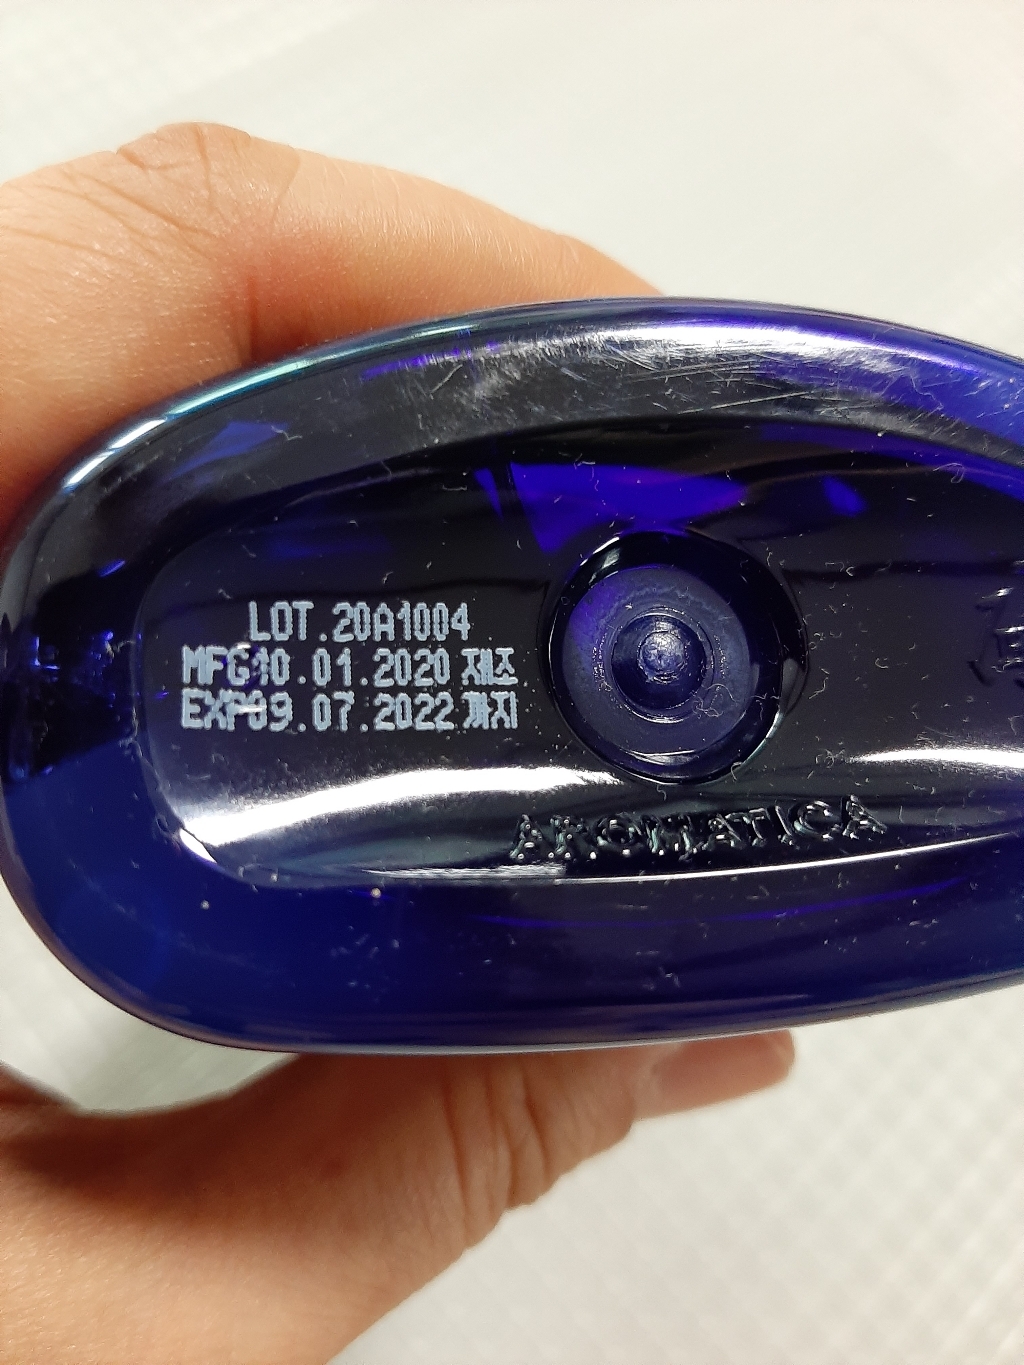 LOT.20A1004
MFG10.01.2020 제조
EXP09.07.2022 까지
AROMATICA